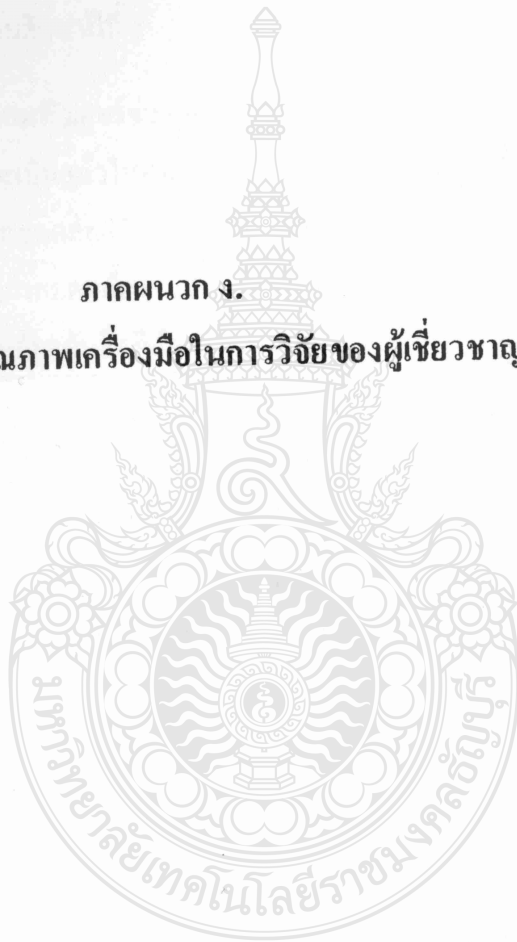 ภาคผนวก ง.
ณภาพเครื่องมือในการวิจัยของผู้เชี่ยวชาญ
มหาวิทยาลัยเทคโนโลยีราชมงคลธัญบุรี